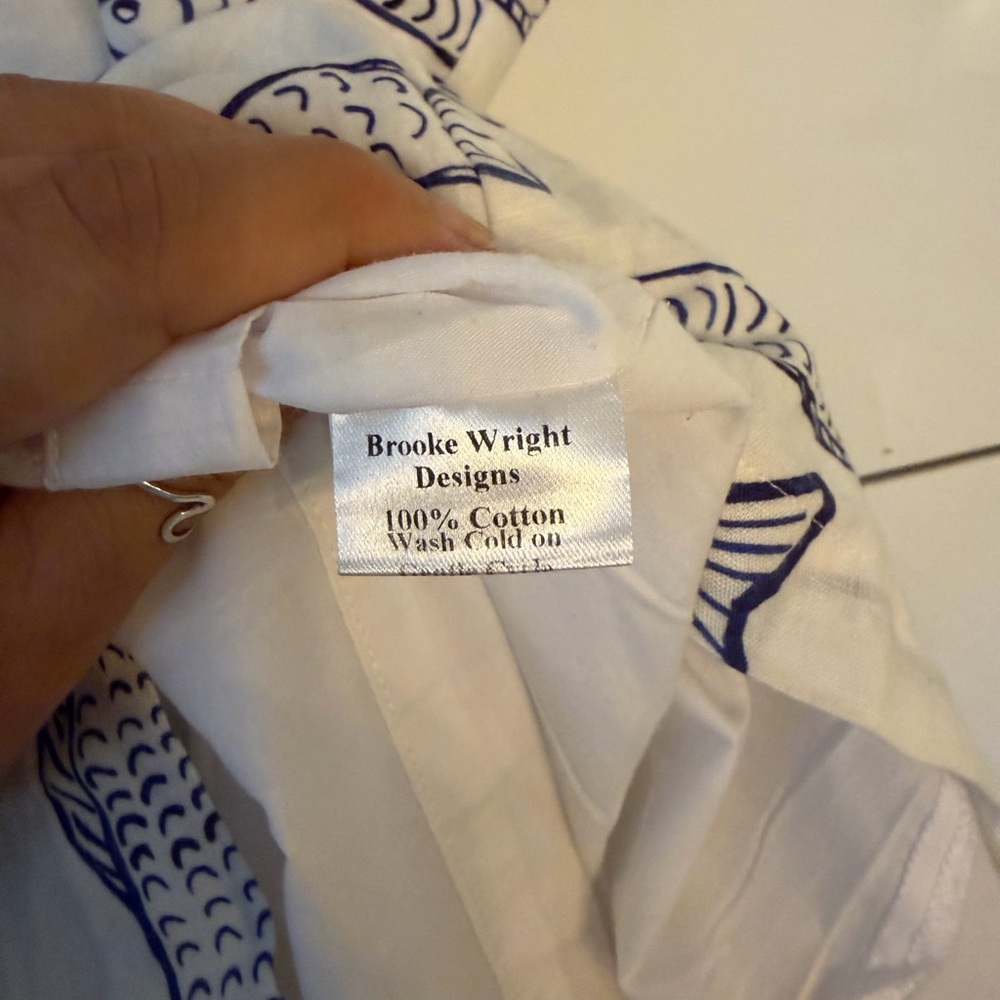 Brooke Wright
Designs
100% Cotton
Wash Cold on